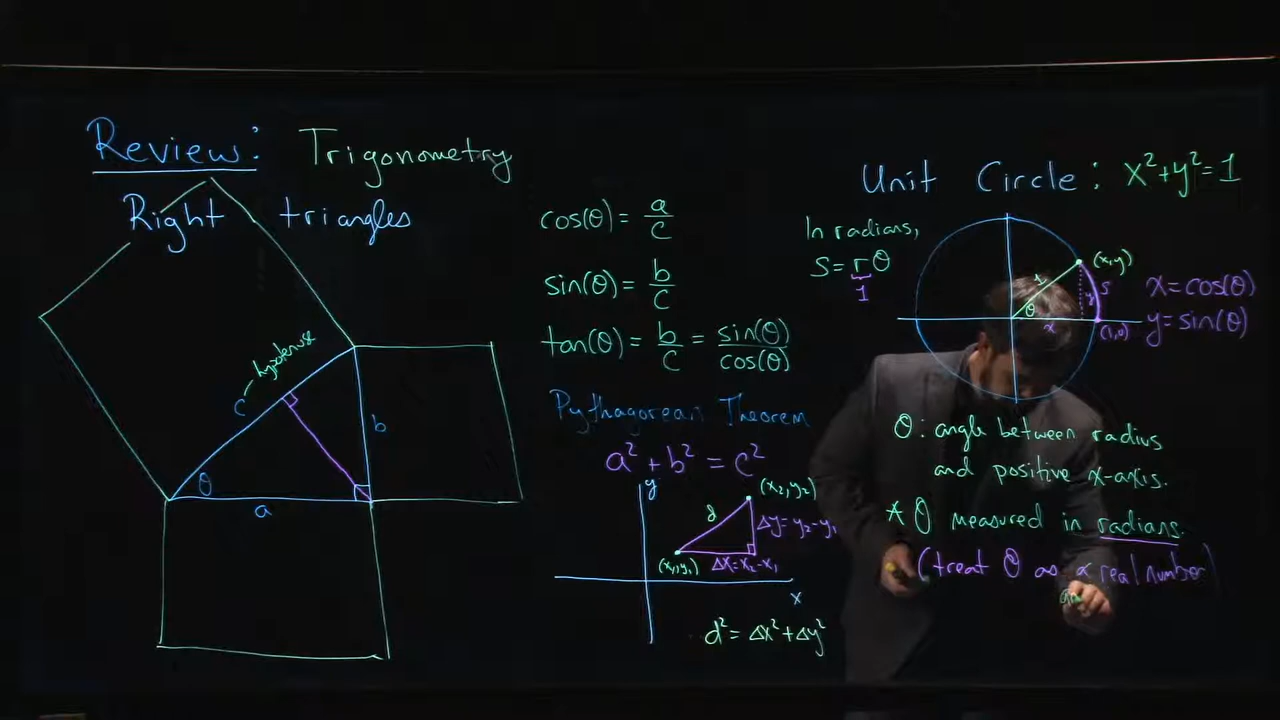 Review: Trigonometry
Right triangles
c
hypotenuse
θ
a
b
cos(θ) = a/c
sin(θ) = b/c
tan(θ) = b/c = sin(θ)/cos(θ)
Pythagorean Theorem
a² + b² = c²
y
(x₂,y₂)
d
Δy = y₂-y₁
(x₁,y₁)
Δx=x₂-x₁
x
d² = Δx² + Δy²
Unit Circle: x²+y²=1
In radians,
s = rθ
1
(x,y)
1
s
y
θ
x
(1,0)
x = cos(θ)
y = sin(θ)
θ: angle between radius
and positive x-axis.
* θ measured in radians.
(treat θ as a real number)